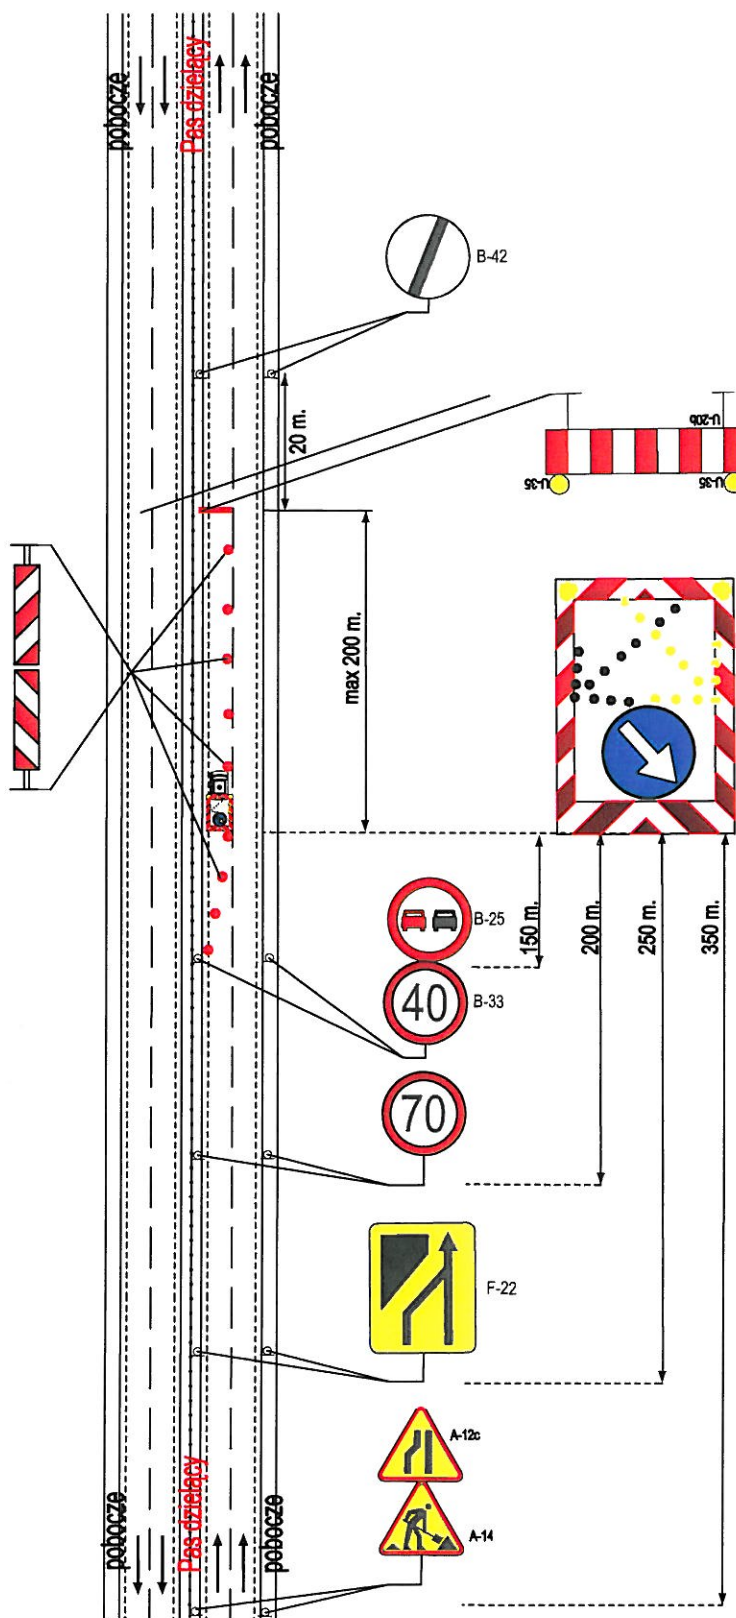 pobocze
Pas dzielący
pobocze
B-42
20 m.
U-20b
U-35
U-35
max 200 m.
B-25
150 m.
200 m.
250 m.
350 m.
40
B-33
70
F-22
A-12c
A-14
pobocze
Pas dzielący
pobocze